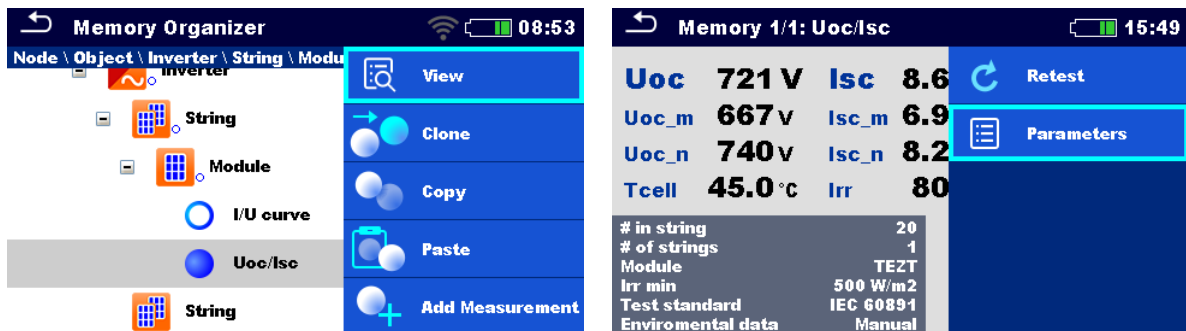 Memory Organizer 08:53
Node \ Object \ Inverter \ String \ Modu
Inverter
String
Module
I/U curve
Uoc/Isc
String
View
Clone
Copy
Paste
Add Measurement
Memory 1/1: Uoc/Isc 15:49
Uoc 721 V Isc 8.6
Uoc_m 667 V Isc_m 6.9
Uoc_n 740 V Isc_n 8.2
Tcell 45.0 °C Irr 80
# in string 20
# of strings 1
Module TEZT
Irr min 500 W/m2
Test standard IEC 60891
Enviromental data Manual
Retest
Parameters